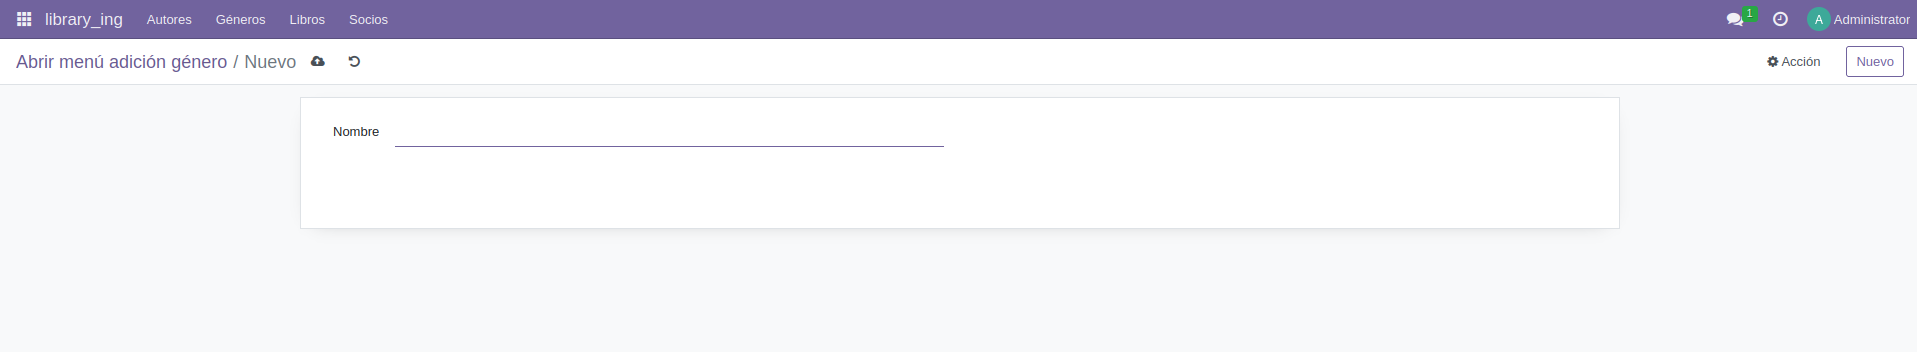 library_ing Autores Géneros Libros Socios 1 A Administrator
Abrir menú adición género / Nuevo Acción Nuevo
Nombre